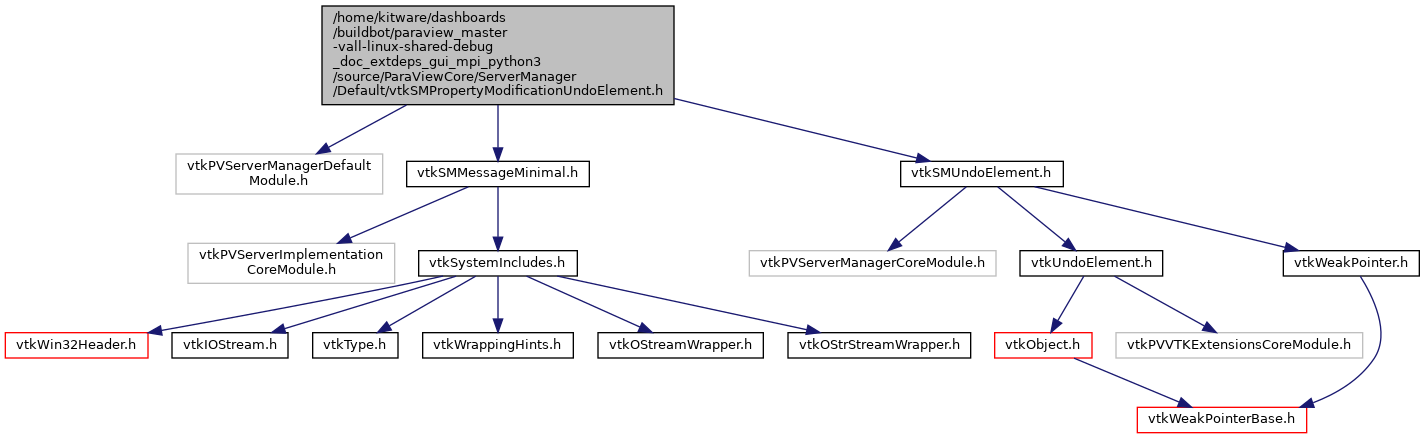 /home/kitware/dashboards
/buildbot/paraview_master
-vall-linux-shared-debug
_doc_extdeps_gui_mpi_python3
/source/ParaViewCore/ServerManager
/Default/vtkSMPropertyModificationUndoElement.h
vtkPVServerManagerDefault
Module.h
vtkSMMessageMinimal.h
vtkSMUndoElement.h
vtkPVServerImplementation
CoreModule.h
vtkSystemIncludes.h
vtkPVServerManagerCoreModule.h
vtkUndoElement.h
vtkWeakPointer.h
vtkWin32Header.h
vtkIOStream.h
vtkType.h
vtkWrappingHints.h
vtkOStreamWrapper.h
vtkOStrStreamWrapper.h
vtkObject.h
vtkPVVTKExtensionsCoreModule.h
vtkWeakPointerBase.h